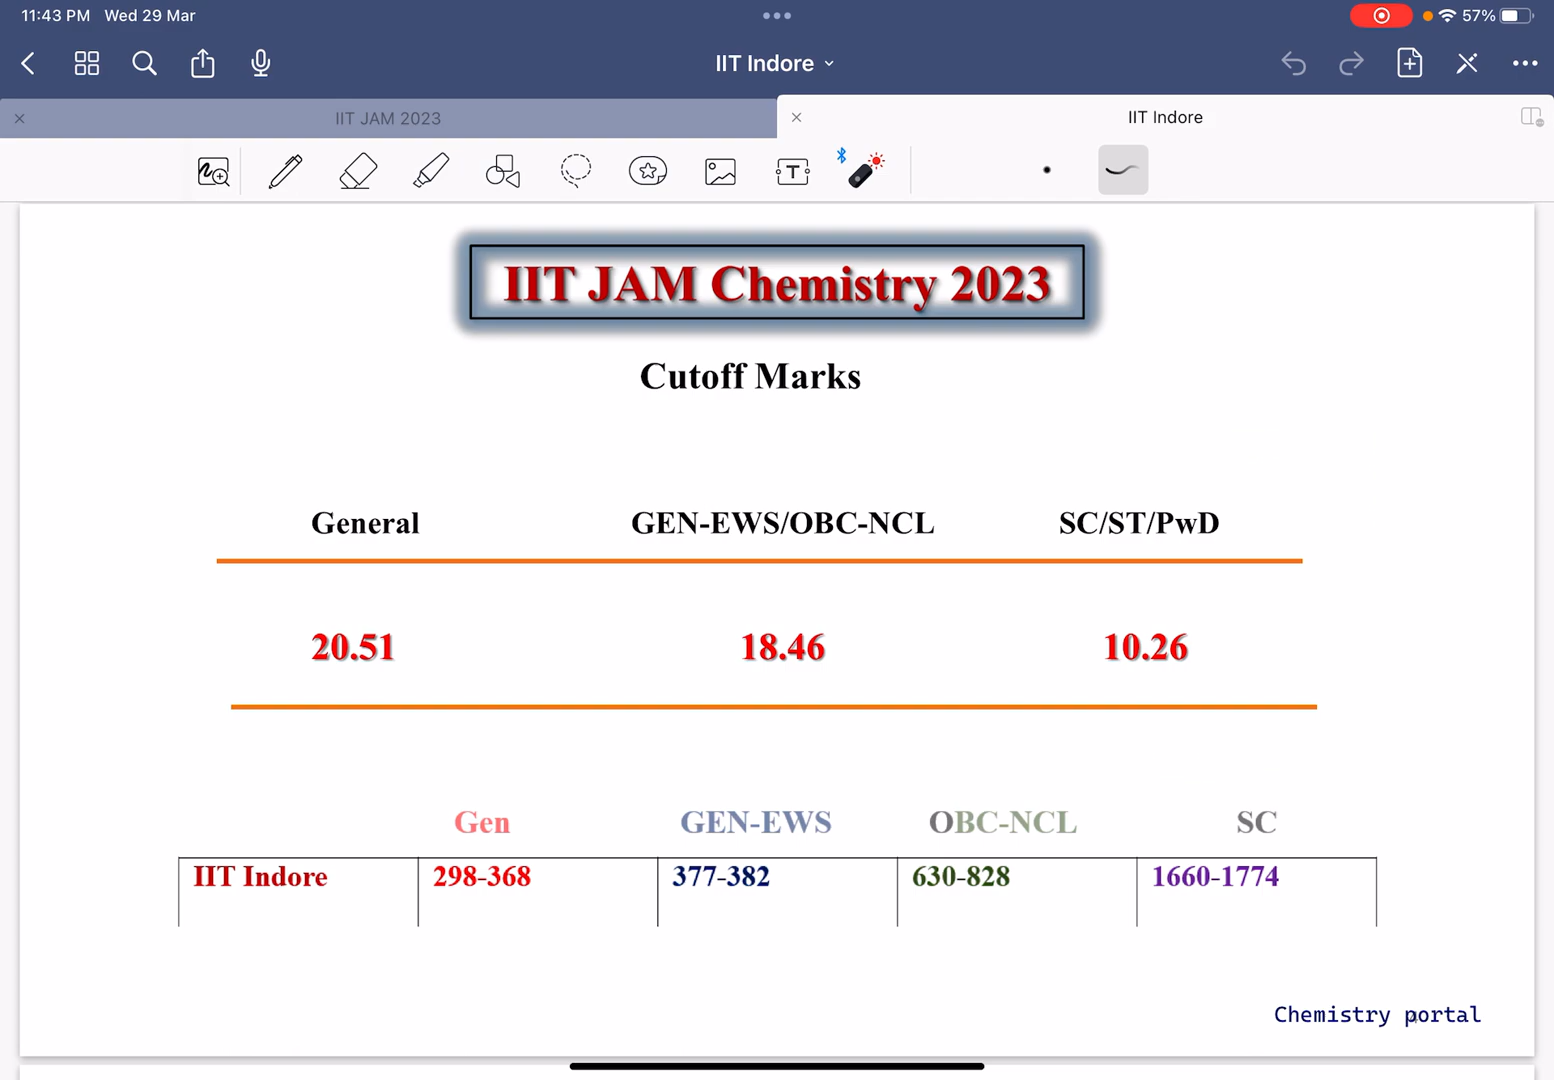 11:43 PM Wed 29 Mar
57%
IIT Indore
IIT JAM 2023
IIT Indore
T
IIT JAM Chemistry 2023
Cutoff Marks
General GEN-EWS/OBC-NCL SC/ST/PwD
20.51 18.46 10.26
Gen GEN-EWS OBC-NCL SC
IIT Indore 298-368 377-382 630-828 1660-1774
Chemistry portal